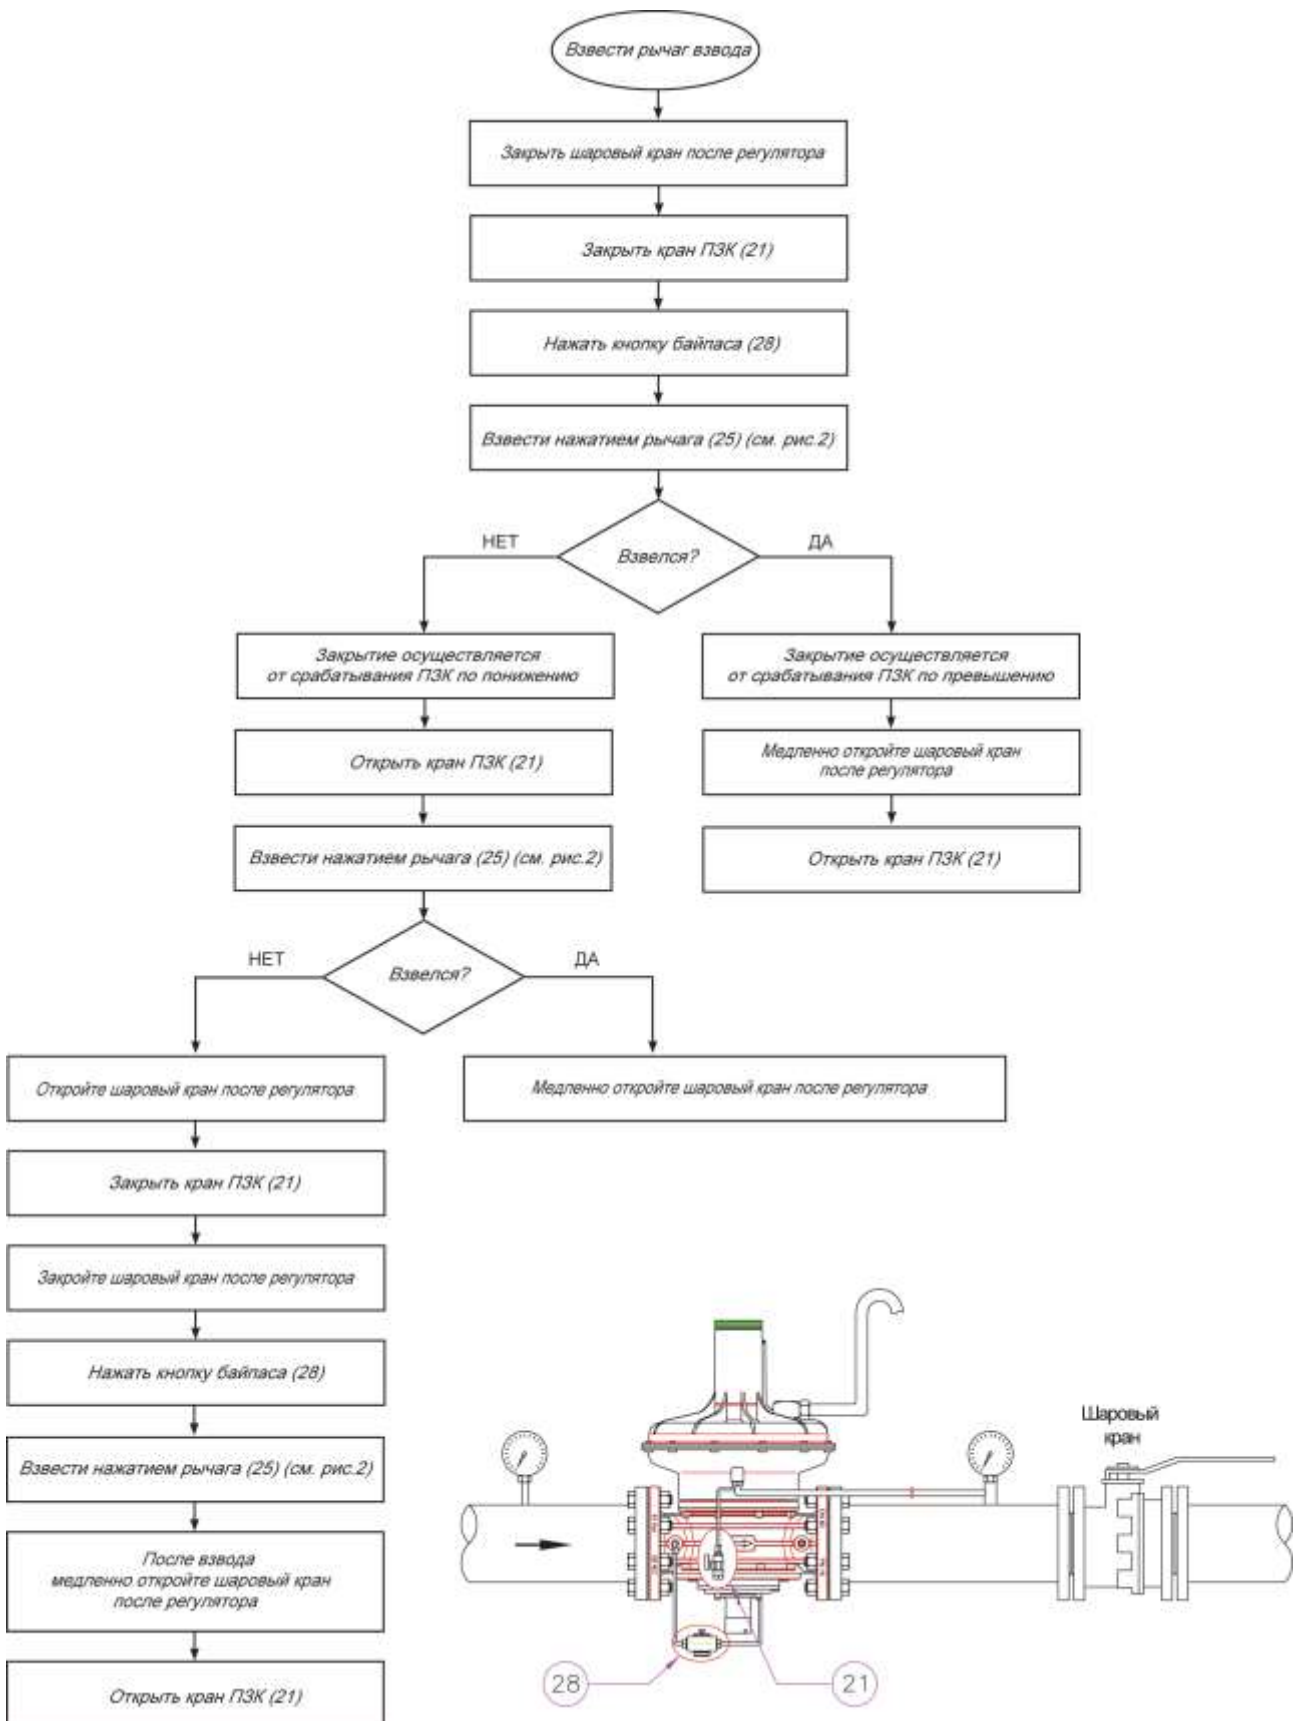 Взвести рычаг взвода
Закрыть шаровый кран после регулятора
Закрыть кран ПЗК (21)
Нажать кнопку байпаса (28)
Взвести нажатием рычага (25) (см. рис.2)
НЕТ
Взвелся?
ДА
Закрытие осуществляется
от срабатывания ПЗК по понижению
Закрытие осуществляется
от срабатывания ПЗК по превышению
Открыть кран ПЗК (21)
Медленно откройте шаровый кран
после регулятора
Взвести нажатием рычага (25) (см. рис.2)
Открыть кран ПЗК (21)
НЕТ
Взвелся?
ДА
Откройте шаровый кран после регулятора
Медленно откройте шаровый кран после регулятора
Закрыть кран ПЗК (21)
Закройте шаровый кран после регулятора
Нажать кнопку байпаса (28)
Взвести нажатием рычага (25) (см. рис.2)
После взвода
медленно откройте шаровый кран
после регулятора
Открыть кран ПЗК (21)
Шаровый
кран
28
21